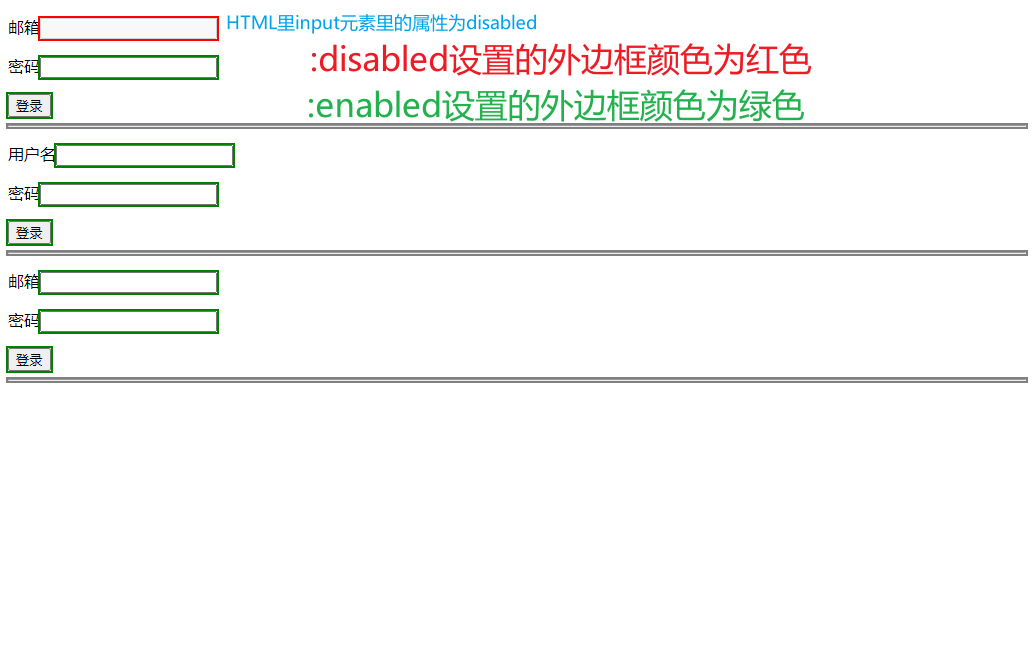 邮箱 HTML里input元素里的属性为disabled
密码 :disabled设置的外边框颜色为红色
登录 :enabled设置的外边框颜色为绿色
用户名
密码
登录
邮箱
密码
登录